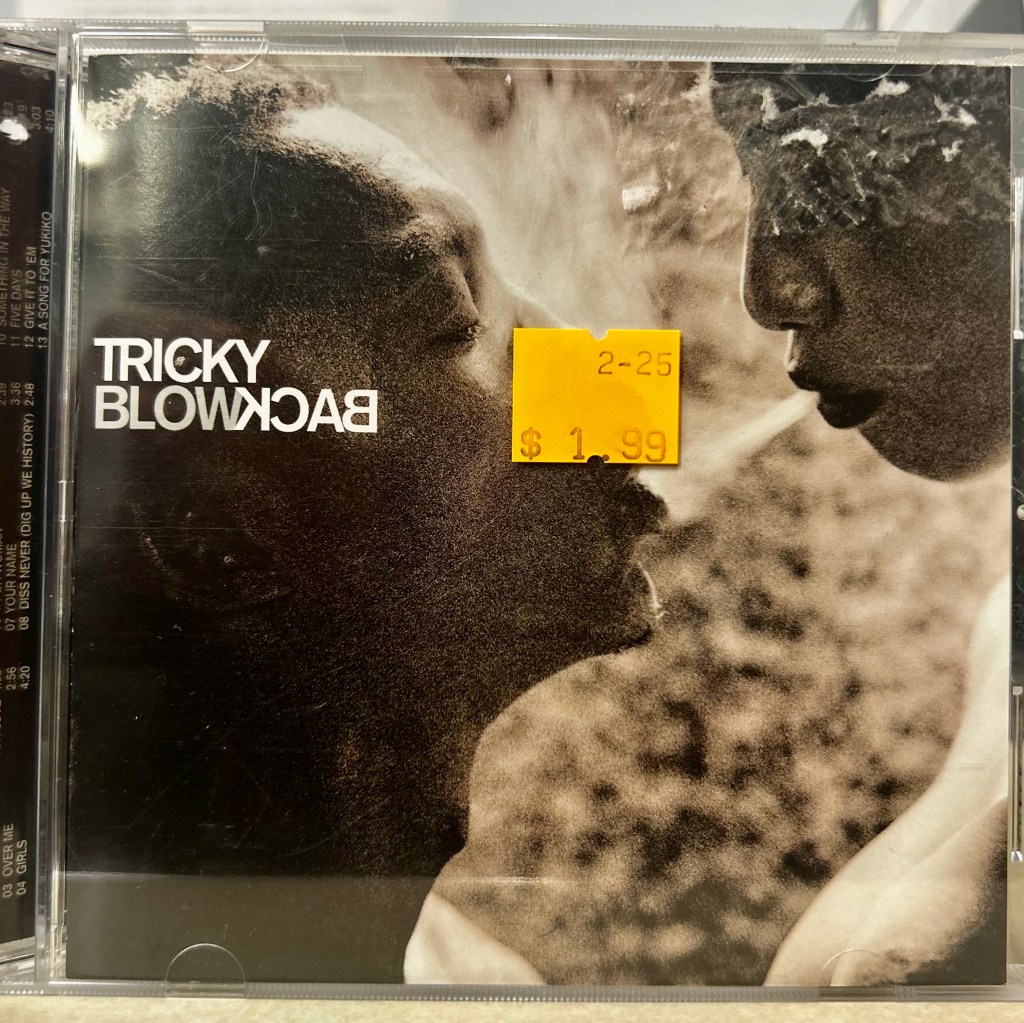 TRICKY
BLOWBACK
2-25
$ 1.99
03 OVER ME 2:56
04 GIRLS 4:20
07 YOUR NAME 3:36
08 DISS NEVER (DIG UP WE HISTORY) 2:48
10 SOMETHING IN THE WAY
11 FIVE DAYS
12 GIVE IT TO 'EM 3:03
13 A SONG FOR YUKIKO 4:10